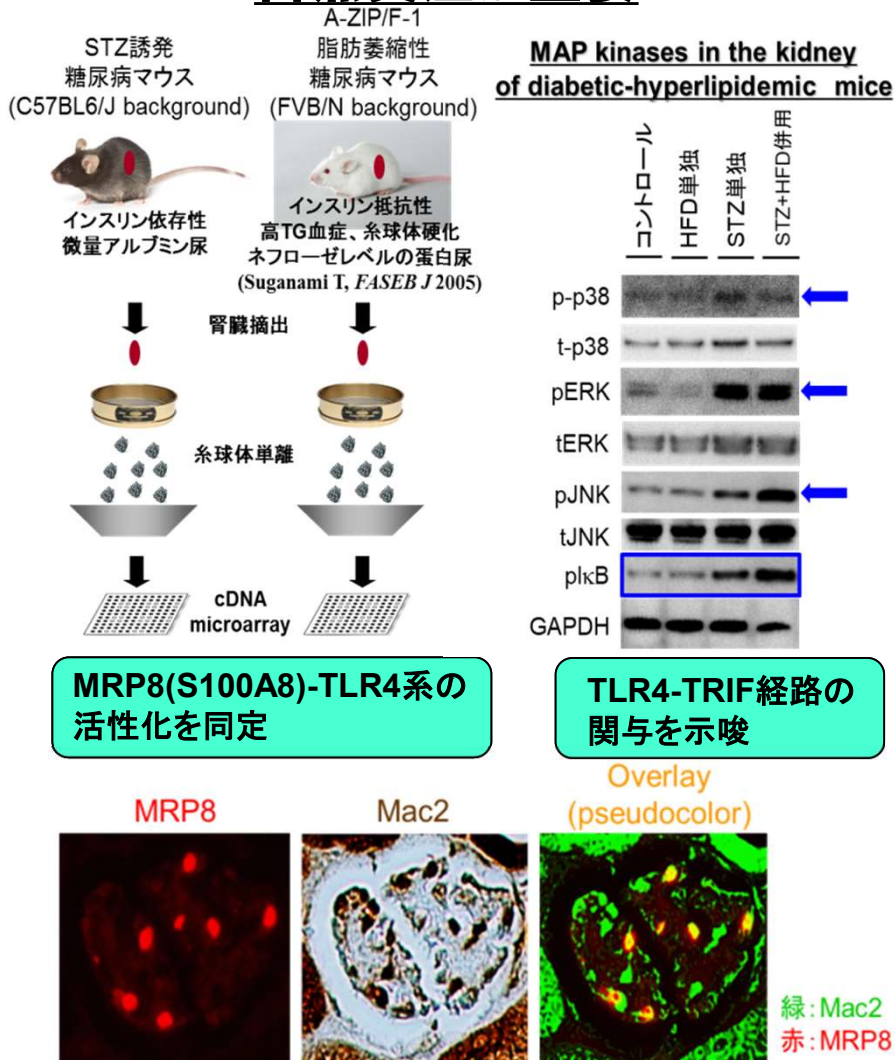 STZ誘発
糖尿病マウス
(C57BL6/J background)
A-ZIP/F-1
脂肪萎縮性
糖尿病マウス
(FVB/N background)
インスリン依存性
微量アルブミン尿
インスリン抵抗性
高TG血症、糸球体硬化
ネフローゼレベルの蛋白尿
(Suganami T, FASEB J 2005)
腎臓摘出
糸球体単離
cDNA
microarray
MRP8(S100A8)-TLR4系の
活性化を同定
MAP kinases in the kidney
of diabetic-hyperlipidemic mice
コントロール
HFD単独
STZ単独
STZ+HFD併用
p-p38
t-p38
pERK
tERK
pJNK
tJNK
pIκB
GAPDH
TLR4-TRIF経路の
関与を示唆
MRP8
Mac2
Overlay
(pseudocolor)
緑:Mac2
赤:MRP8